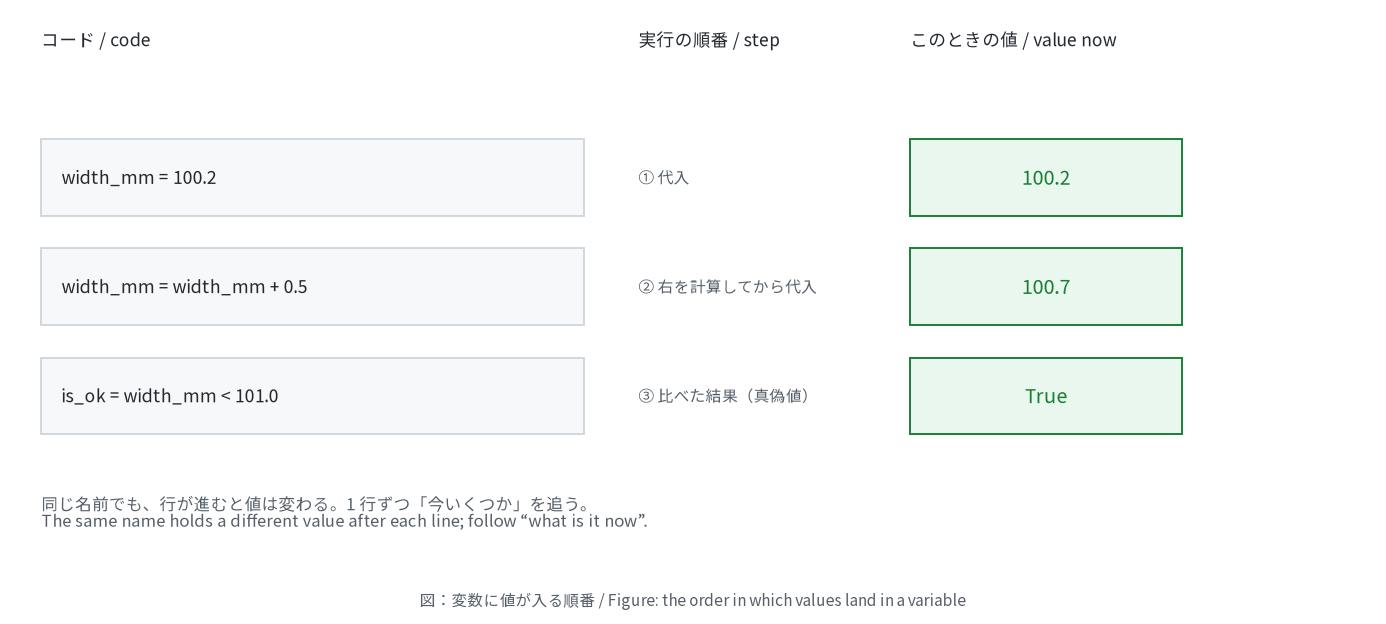 コード / code
実行の順番 / step
このときの値 / value now
width_mm = 100.2
① 代入
100.2
width_mm = width_mm + 0.5
② 右を計算してから代入
100.7
is_ok = width_mm < 101.0
③ 比べた結果（真偽値）
True
同じ名前でも、行が進むと値は変わる。1 行ずつ「今いくつか」を追う。
The same name holds a different value after each line; follow “what is it now”.
図：変数に値が入る順番 / Figure: the order in which values land in a variable